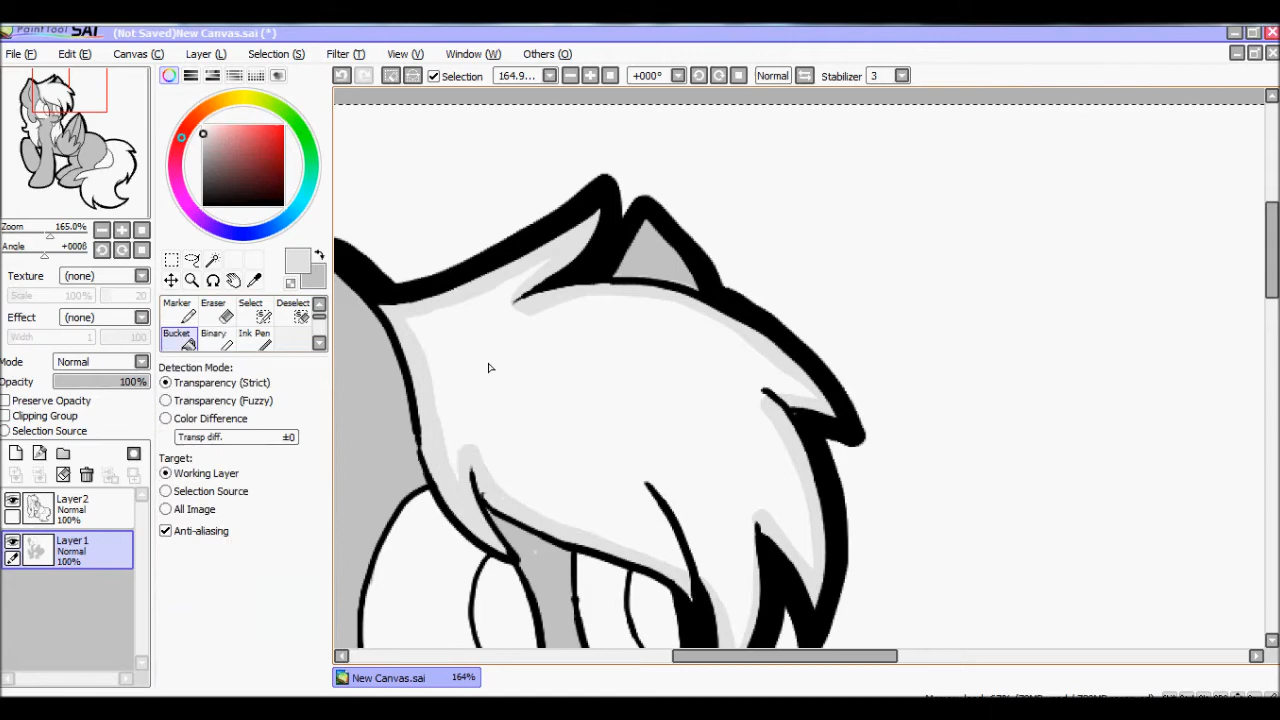 PaintTool SAI (Not Saved)New Canvas.sai (*)
File (F) Edit (E) Canvas (C) Layer (L) Selection (S) Filter (T) View (V) Window (W) Others (O)
Selection 164.9... +000° Normal Stabilizer 3
Zoom 165.0%
Angle +000ß
Texture (none)
Scale 100% 20
Effect (none)
Width 1 100
Mode Normal
Opacity 100%
Preserve Opacity
Clipping Group
Selection Source
Layer2
Normal
100%
Layer1
Normal
100%
Marker Eraser Select Deselect
Bucket Binary Ink Pen
Detection Mode:
Transparency (Strict)
Transparency (Fuzzy)
Color Difference
Transp diff. ±0
Target:
Working Layer
Selection Source
All Image
Anti-aliasing
New Canvas.sai 164%